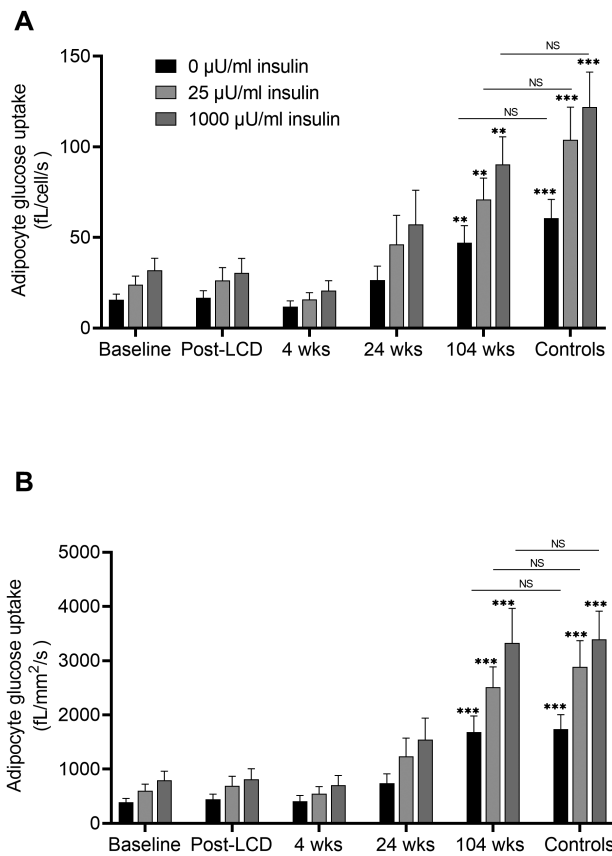 A
Adipocyte glucose uptake
(fL/cell/s )
150
100
50
0
0 µU/ml insulin
25 µU/ml insulin
1000 µU/ml insulin
NS
NS
NS
***
***
***
**
**
**
Baseline
Post-LCD
4 wks
24 wks
104 wks
Controls
B
Adipocyte glucose uptake
(fL/mm²/s )
5000
4000
3000
2000
1000
0
NS
NS
NS
***
***
***
***
***
***
Baseline
Post-LCD
4 wks
24 wks
104 wks
Controls